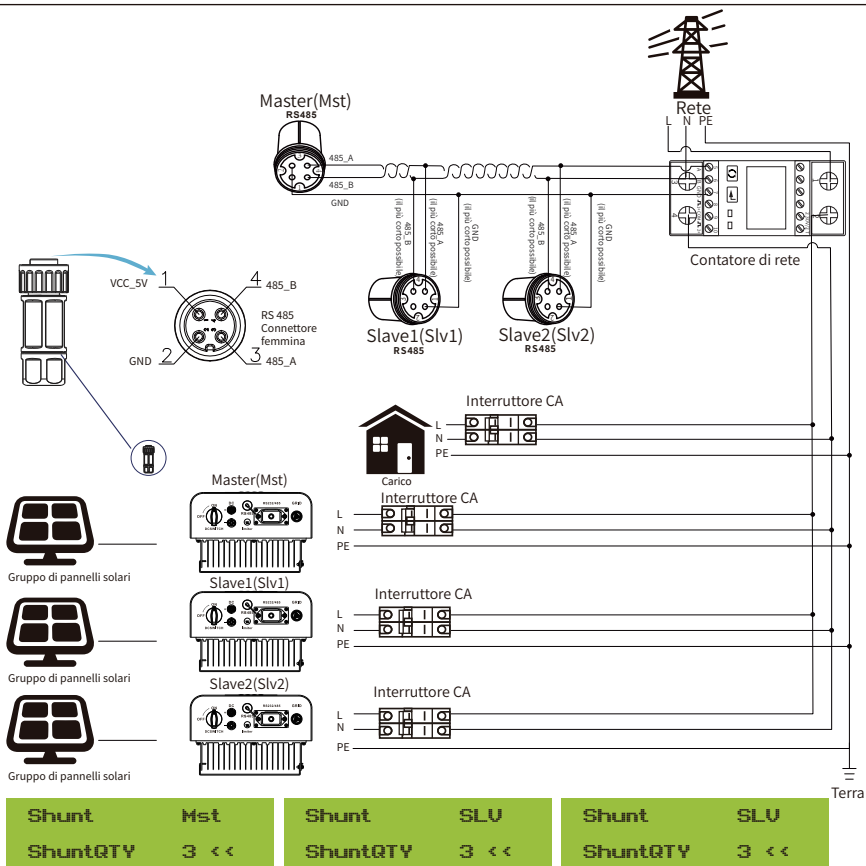 Rete
L N PE
Master(Mst)
RS485
485_A
485_B
GND
485_B
(il più corto possibile)
485_A
(il più corto possibile)
GND
(il più corto possibile)
485_B
(il più corto possibile)
485_A
(il più corto possibile)
GND
(il più corto possibile)
Contatore di rete
Slave1(Slv1)
RS485
Slave2(Slv2)
RS485
VCC_5V 1
4 485_B
GND 2
3 485_A
RS 485
Connettore
femmina
Interruttore CA
L
N
PE
Carico
Master(Mst)
Interruttore CA
L
N
PE
Gruppo di pannelli solari
Slave1(Slv1)
Interruttore CA
L
N
PE
Gruppo di pannelli solari
Slave2(Slv2)
Interruttore CA
L
N
PE
Gruppo di pannelli solari
Terra
Shunt Mst
ShuntQTY 3 <<
Shunt SLV
ShuntQTY 3 <<
Shunt SLV
ShuntQTY 3 <<